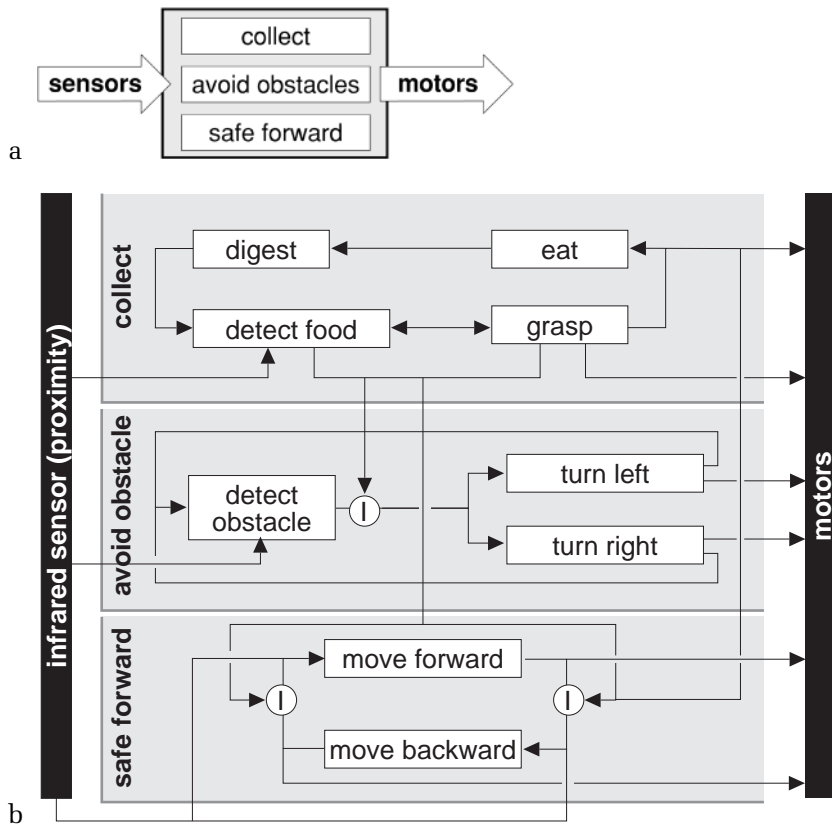 collect
sensors
avoid obstacles
motors
safe forward
a
infrared sensor (proximity)
collect
digest
eat
detect food
grasp
avoid obstacle
detect
obstacle
I
turn left
turn right
safe forward
move forward
I
I
move backward
motors
b